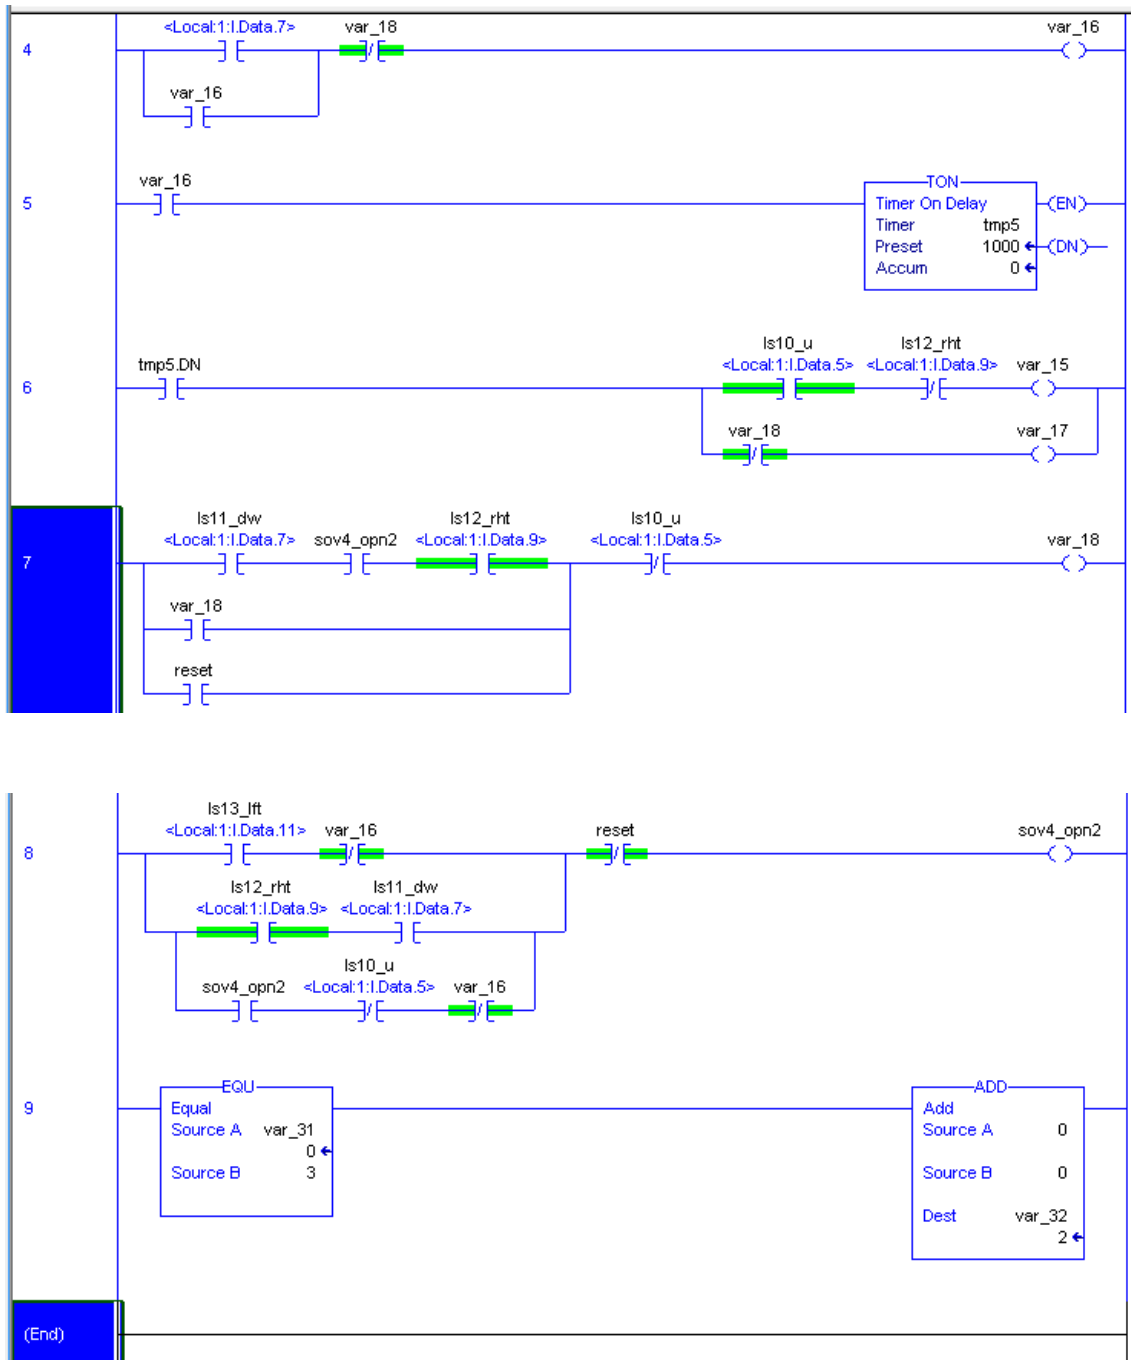 <Local:1:I.Data.7> var_18 var_16
4
var_16
var_16
5
TON
Timer On Delay
(EN)
Timer tmp5
Preset 1000
(DN)
Accum 0
ls10_u ls12_rht
tmp5.DN <Local:1:I.Data.5> <Local:1:I.Data.9> var_15
6
var_18 var_17
ls11_dw ls12_rht ls10_u
<Local:1:I.Data.7> sov4_opn2 <Local:1:I.Data.9> <Local:1:I.Data.5> var_18
7
var_18
reset
ls13_lft
<Local:1:I.Data.11> var_16 reset sov4_opn2
8
ls12_rht ls11_dw
<Local:1:I.Data.9> <Local:1:I.Data.7>
ls10_u
sov4_opn2 <Local:1:I.Data.5> var_16
EQU ADD
9
Equal Add
Source A var_31 Source A 0
0
Source B 3 Source B 0
Dest var_32
2
(End)